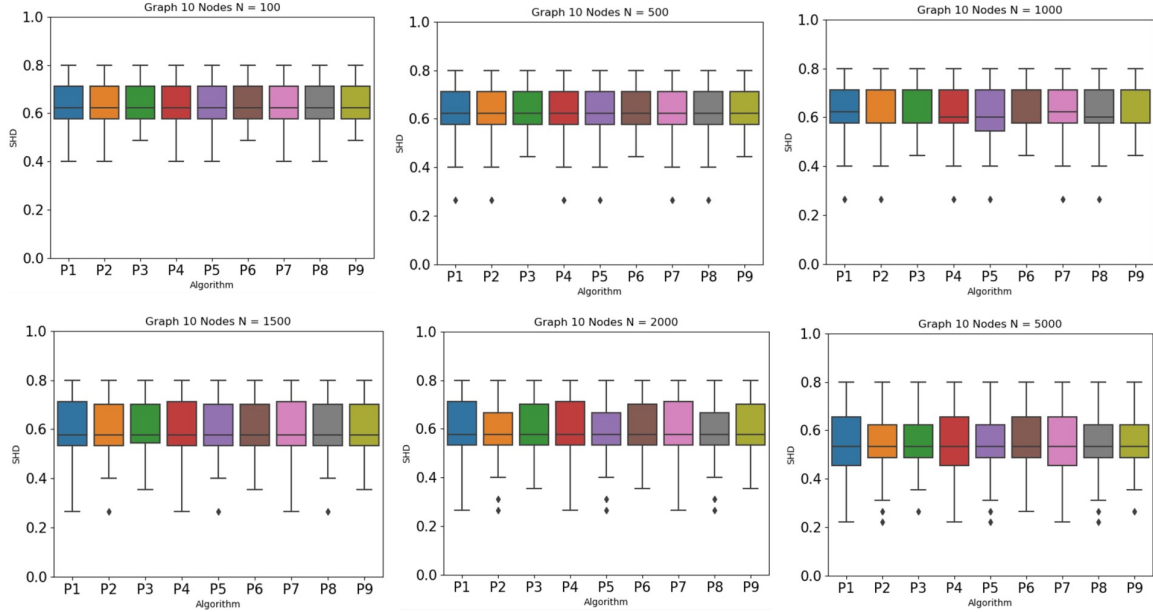 Graph 10 Nodes N = 100
1.0
0.8
0.6
0.4
0.2
0.0
SHD
P1 P2 P3 P4 P5 P6 P7 P8 P9
Algorithm
Graph 10 Nodes N = 500
1.0
0.8
0.6
0.4
0.2
0.0
SHD
P1 P2 P3 P4 P5 P6 P7 P8 P9
Algorithm
Graph 10 Nodes N = 1000
1.0
0.8
0.6
0.4
0.2
0.0
SHD
P1 P2 P3 P4 P5 P6 P7 P8 P9
Algorithm
Graph 10 Nodes N = 1500
1.0
0.8
0.6
0.4
0.2
0.0
SHD
P1 P2 P3 P4 P5 P6 P7 P8 P9
Algorithm
Graph 10 Nodes N = 2000
1.0
0.8
0.6
0.4
0.2
0.0
SHD
P1 P2 P3 P4 P5 P6 P7 P8 P9
Algorithm
Graph 10 Nodes N = 5000
1.0
0.8
0.6
0.4
0.2
0.0
SHD
P1 P2 P3 P4 P5 P6 P7 P8 P9
Algorithm